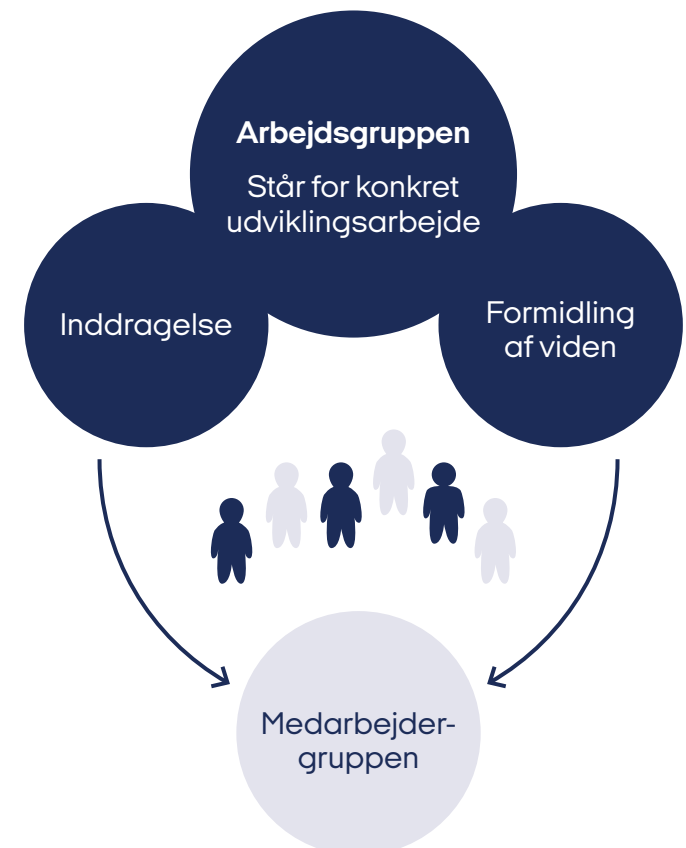 Arbejdsgruppen
Står for konkret
udviklingsarbejde
Inddragelse
Formidling
af viden
Medarbejder-
gruppen